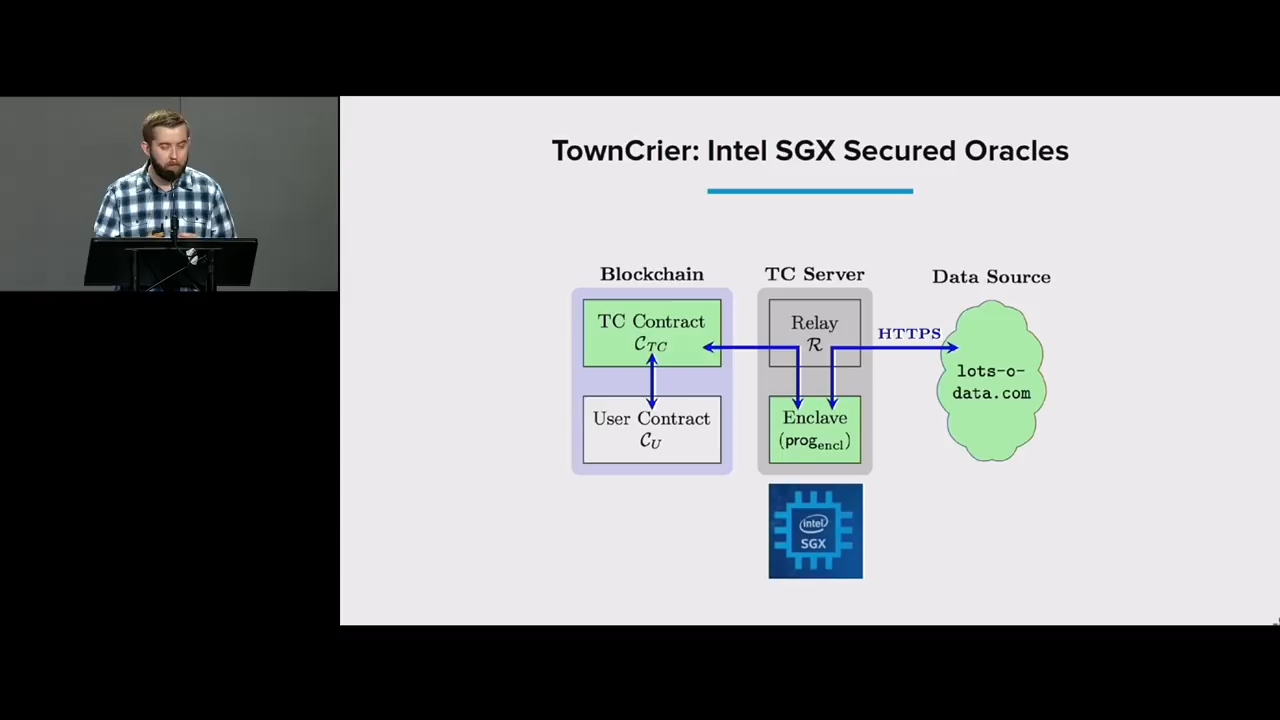 TownCrier: Intel SGX Secured Oracles
Blockchain
TC Server
Data Source
TC Contract
C_TC
User Contract
C_U
Relay
R
Enclave
(prog_encl)
HTTPS
lots-o-
data.com
intel
SGX